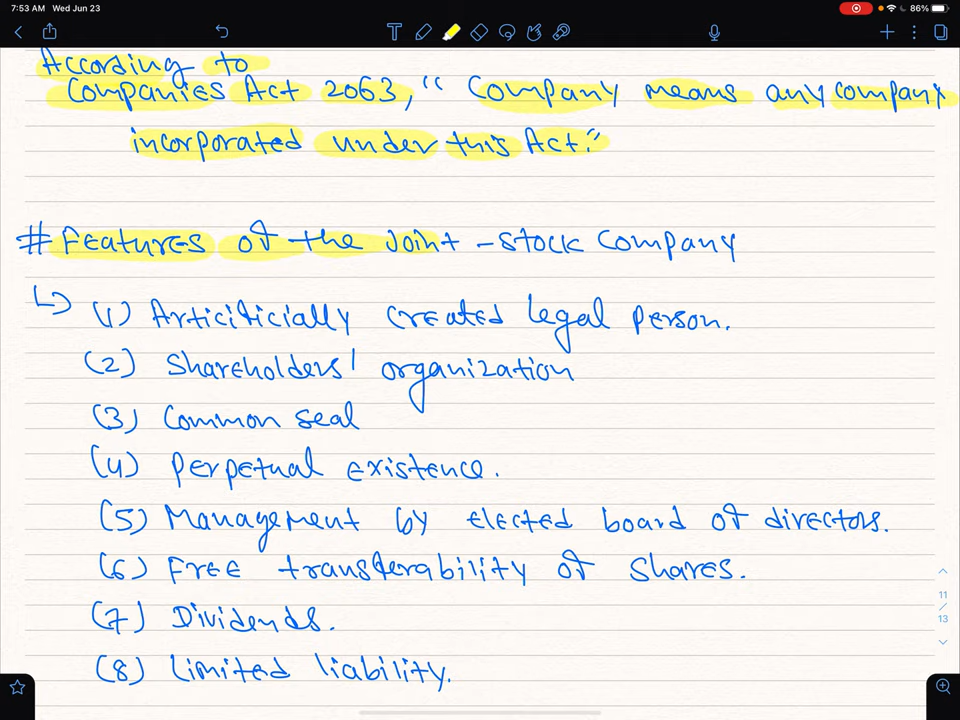 7:53 AM Wed Jun 23
86%
According to
Companies Act 2063, “ Company means any company
incorporated under this Act.”
# Features of the Joint-stock company
↳ (1) Articificially created legal person.
(2) Shareholders' organization
(3) Common seal
(4) Perpetual existence.
(5) Management by elected board of directors.
(6) Free transferability of shares.
(7) Dividends.
(8) Limited liability.
11
/
13